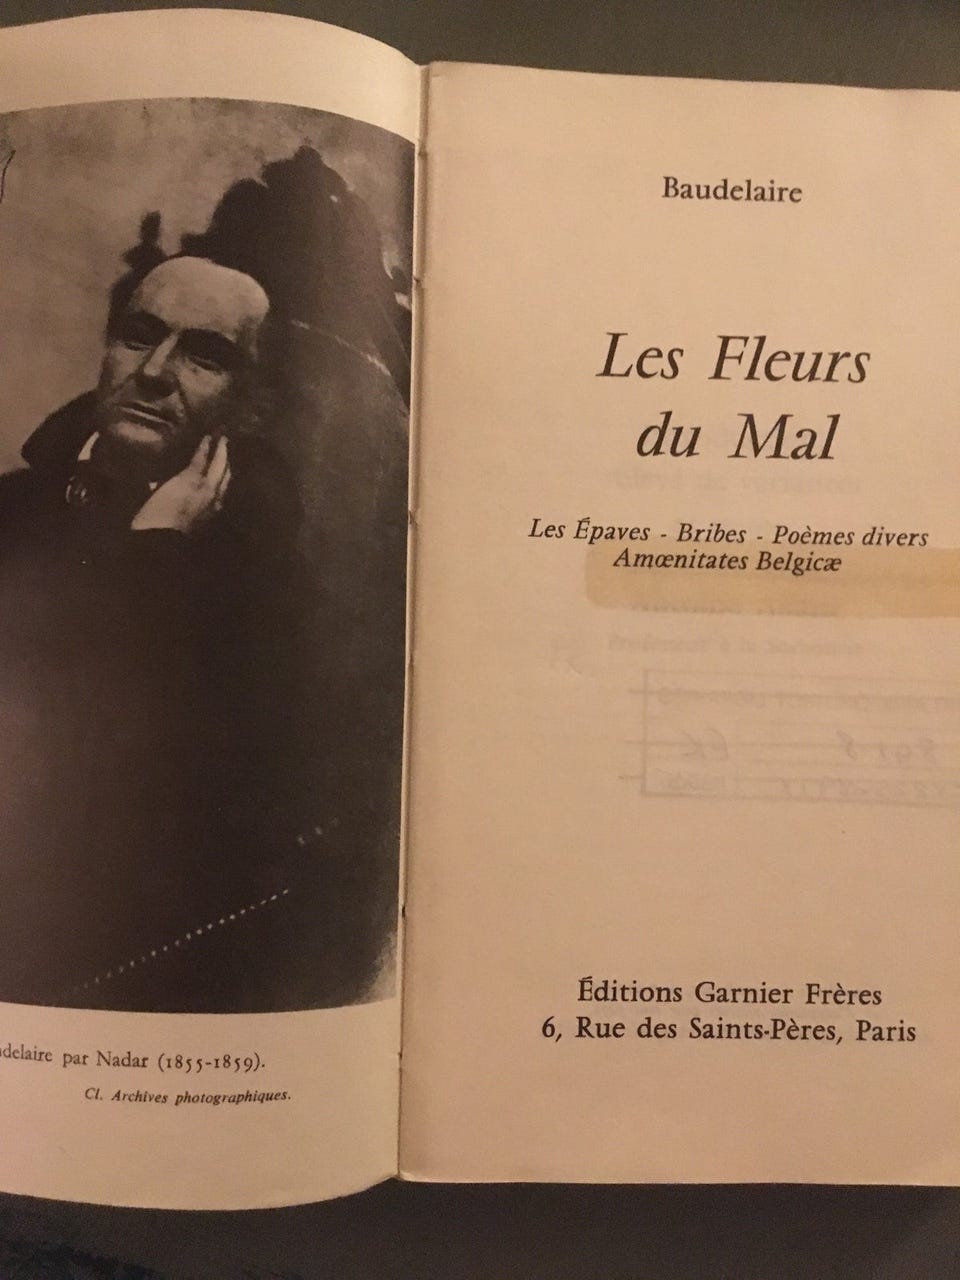 delaire par Nadar (1855-1859).
Cl. Archives photographiques.
Baudelaire
Les Fleurs
du Mal
Les Épaves - Bribes - Poèmes divers
Amœnitates Belgicæ
Éditions Garnier Frères
6, Rue des Saints-Pères, Paris